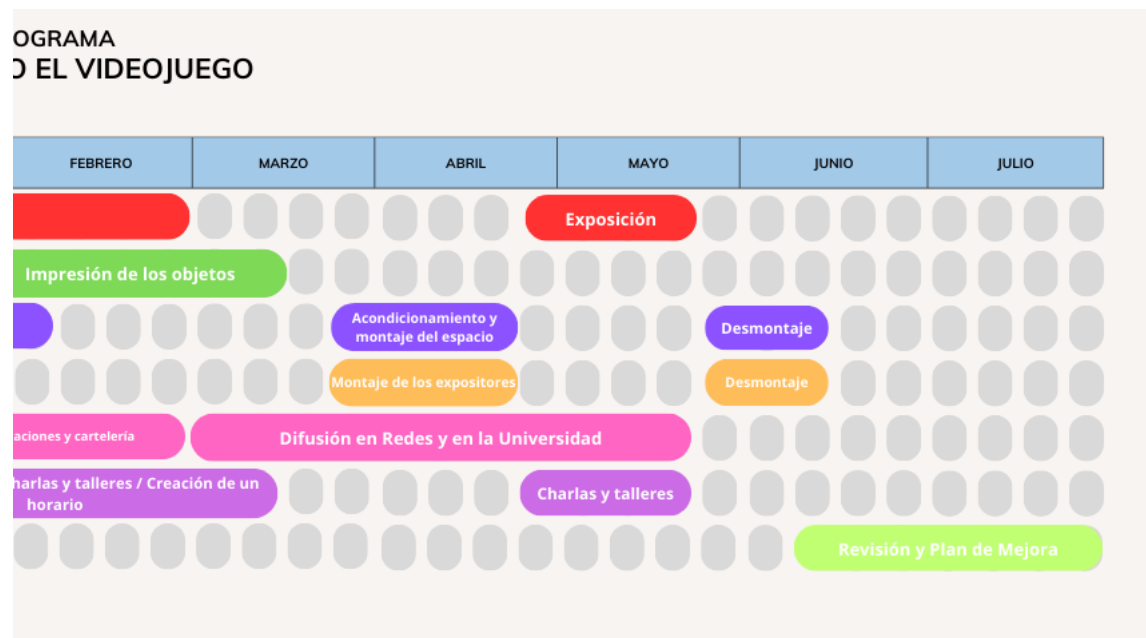 OGRAMA
O EL VIDEOJUEGO
FEBRERO
MARZO
ABRIL
MAYO
JUNIO
JULIO
Exposición
Impresión de los objetos
Acondicionamiento y
montaje del espacio
Desmontaje
Montaje de los expositores
Desmontaje
aciones y cartelería
Difusión en Redes y en la Universidad
harlas y talleres / Creación de un
horario
Charlas y talleres
Revisión y Plan de Mejora